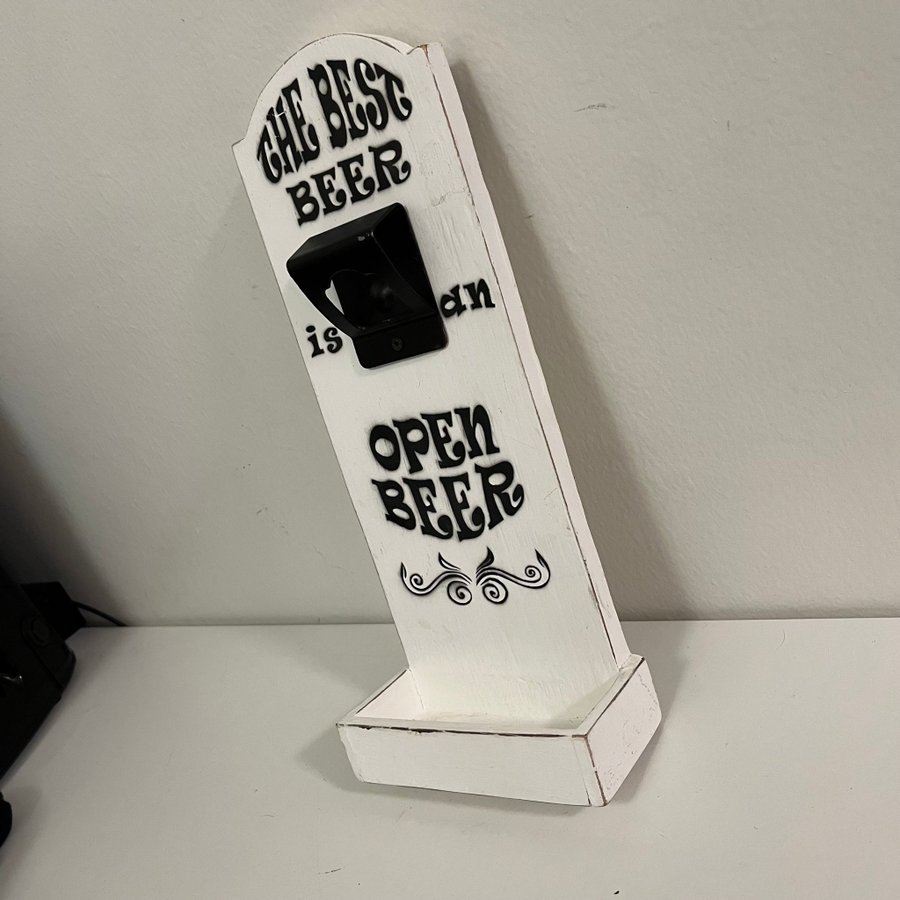 THE BEST
BEER
is an
OPEN
BEER